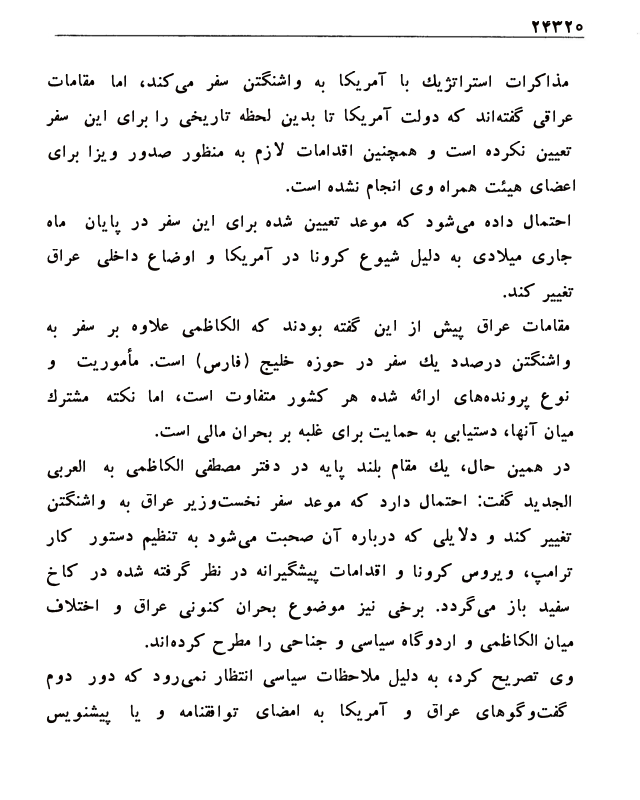 ۲۴۳۲۰
مذاکرات استراتژیك با آمریکا به واشنگتن سفر می‌کند، اما مقامات
عراقی گفته‌اند که دولت آمریکا تا بدین لحظه تاریخی را برای این سفر
تعیین نکرده است و همچنین اقدامات لازم به منظور صدور ویزا برای
اعضای هیئت همراه وی انجام نشده است.
احتمال داده می‌شود که موعد تعیین شده برای این سفر در پایان ماه
جاری میلادی به دلیل شیوع کرونا در آمریکا و اوضاع داخلی عراق
تغییر کند.
مقامات عراق پیش از این گفته بودند که الکاظمی علاوه بر سفر به
واشنگتن درصدد یك سفر در حوزه خلیج (فارس) است. مأموریت و
نوع پرونده‌های ارائه شده هر کشور متفاوت است، اما نکته مشترك
میان آنها، دستیابی به حمایت برای غلبه بر بحران مالی است.
در همین حال، یك مقام بلند پایه در دفتر مصطفی الکاظمی به العربی
الجدید گفت: احتمال دارد که موعد سفر نخست‌وزیر عراق به واشنگتن
تغییر کند و دلایلی که درباره آن صحبت می‌شود به تنظیم دستور کار
ترامپ، ویروس کرونا و اقدامات پیشگیرانه در نظر گرفته شده در کاخ
سفید باز می‌گردد. برخی نیز موضوع بحران کنونی عراق و اختلاف
میان الکاظمی و اردوگاه سیاسی و جناحی را مطرح کرده‌اند.
وی تصریح کرد، به دلیل ملاحظات سیاسی انتظار نمی‌رود که دور دوم
گفت‌وگوهای عراق و آمریکا به امضای توافقنامه و یا پیشنویس